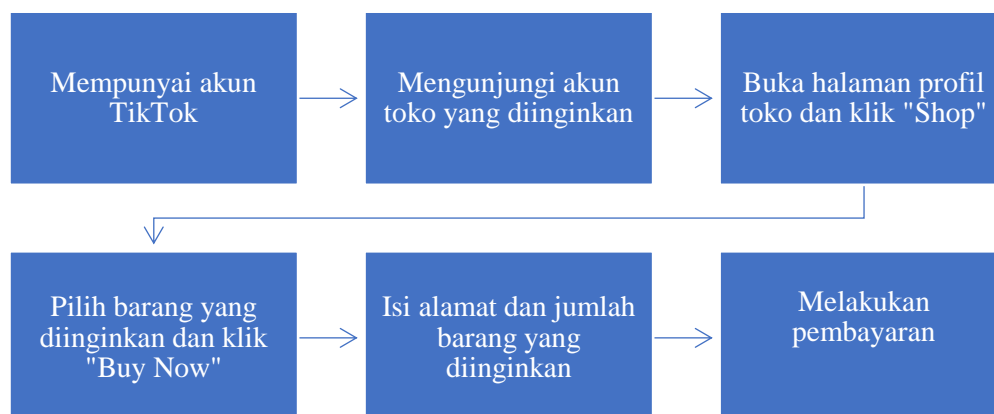 Mempunyai akun
TikTok
Mengunjungi akun
toko yang diinginkan
Buka halaman profil
toko dan klik "Shop"
Pilih barang yang
diinginkan dan klik
"Buy Now"
Isi alamat dan jumlah
barang yang
diinginkan
Melakukan
pembayaran